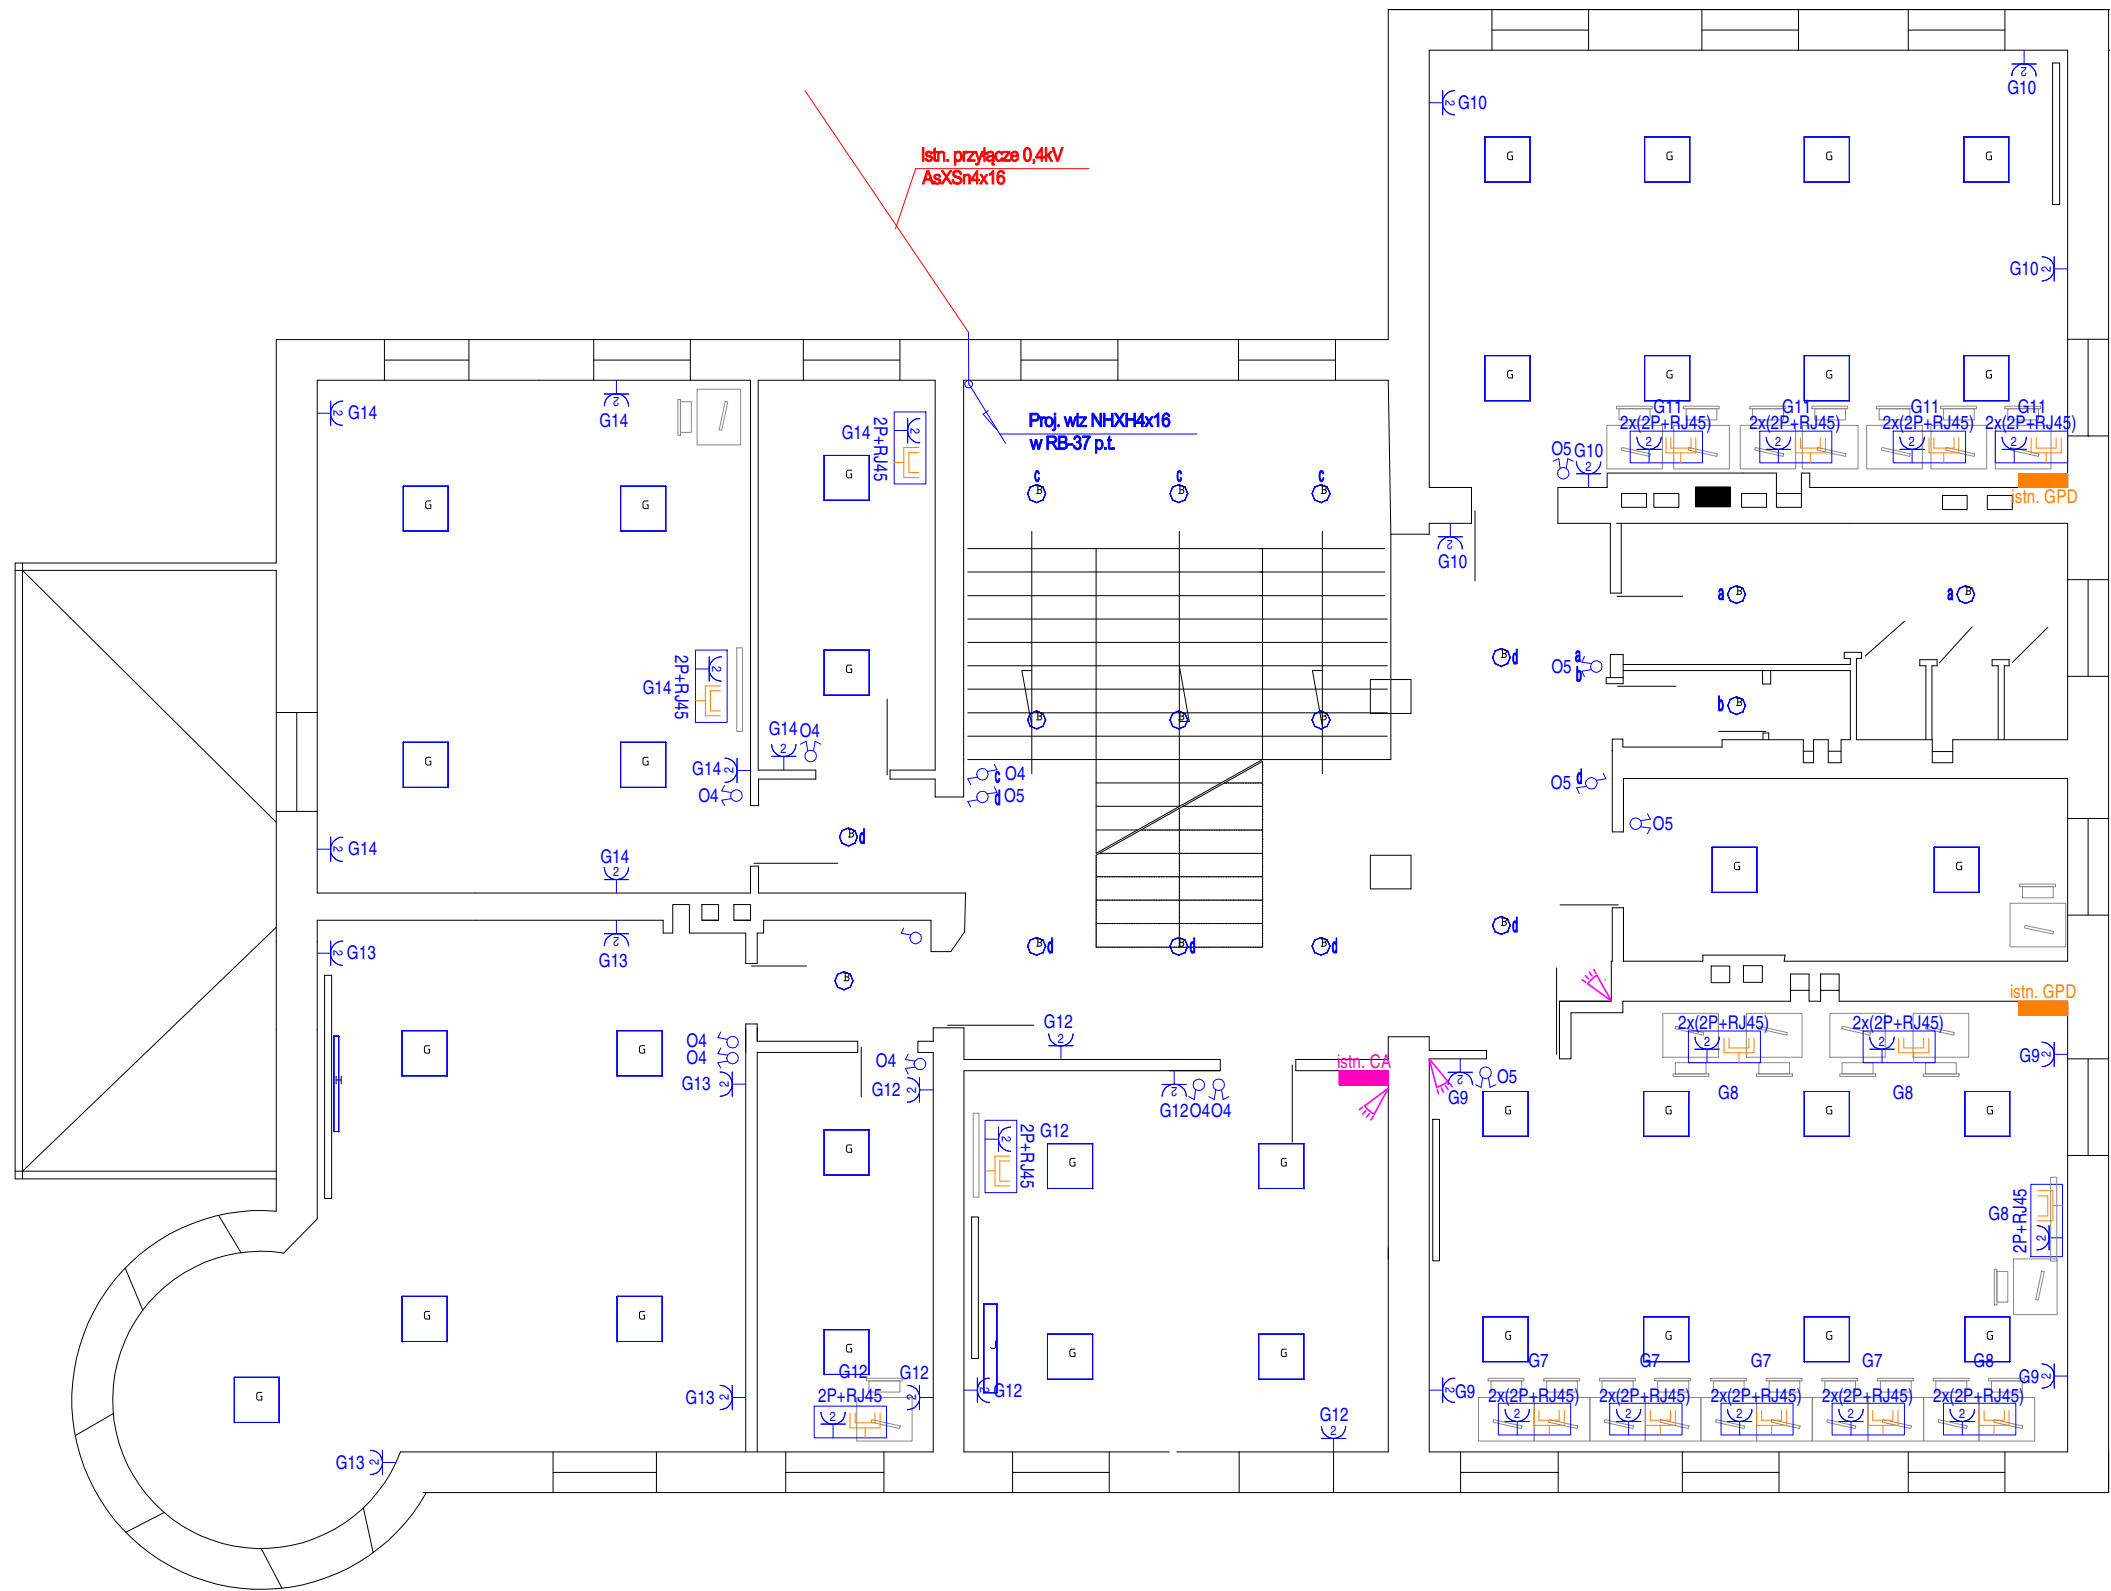 G10
G10
Istn. przyłącze 0,4kV
AsXSn4x16
G G G G
G10
G G G G
G14
G14
G14
2P+RJ45
Proj. wlz NHXH4x16
w RB-37 p.t.
G11 G11 G11 G11
2x(2P+RJ45) 2x(2P+RJ45) 2x(2P+RJ45) 2x(2P+RJ45)
O5 G10
G
c c c
B B B
istn. GPD
G G
G10
a B a B
B d
O5 a
b
G
2P+RJ45
G14
b B
B B B
G14 O4
G G
G14
O4
c O4
d O5
O5 d
O5
B d
G14
G14
G G
B d
G13
G13
B d B d B d
B
istn. GPD
G12
2x(2P+RJ45) 2x(2P+RJ45)
G9
O4
O4
G13
O4
G12
istn. CA
G G
H
G12 O4 O4
G9
O5
G8 G8
G G G G
2P+RJ45
G12
G
G G
G8
2P+RJ45
G G
G
G G
J
G G G G
G7 G7 G7 G7 G8
G12 G12
2P+RJ45
G13
G12
G9
G9
2x(2P+RJ45) 2x(2P+RJ45) 2x(2P+RJ45) 2x(2P+RJ45) 2x(2P+RJ45)
G
G12
G13